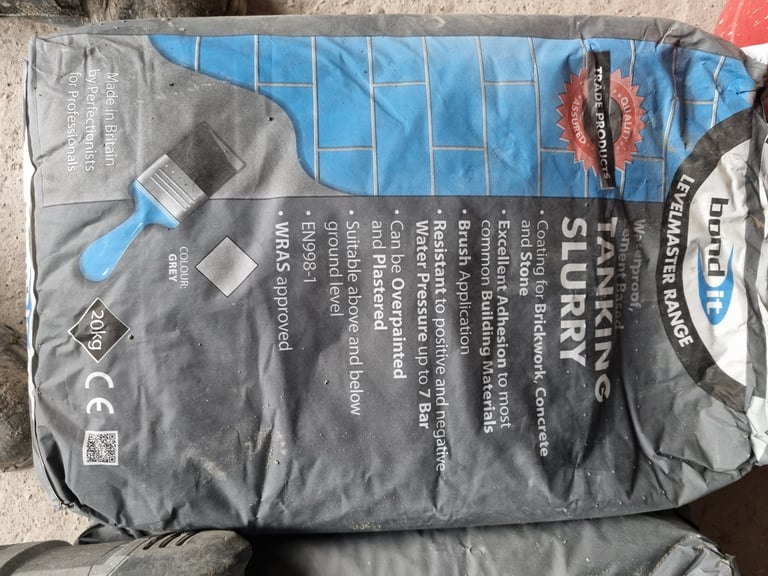 bond it
LEVELMASTER RANGE
QUALITY
TRADE PRODUCTS
ASSURED
Waterproof,
Cement Based
TANKING
SLURRY
• Coating for Brickwork, Concrete
and Stone
• Excellent Adhesion to most
common Building Materials
• Brush Application
• Resistant to positive and negative
Water Pressure up to 7 Bar
• Can be Overpainted
and Plastered
• Suitable above and below
ground level
• EN998-1
• WRAS approved
COLOUR:
GREY
Made in Britain
by Perfectionists
for Professionals
20kg
CE